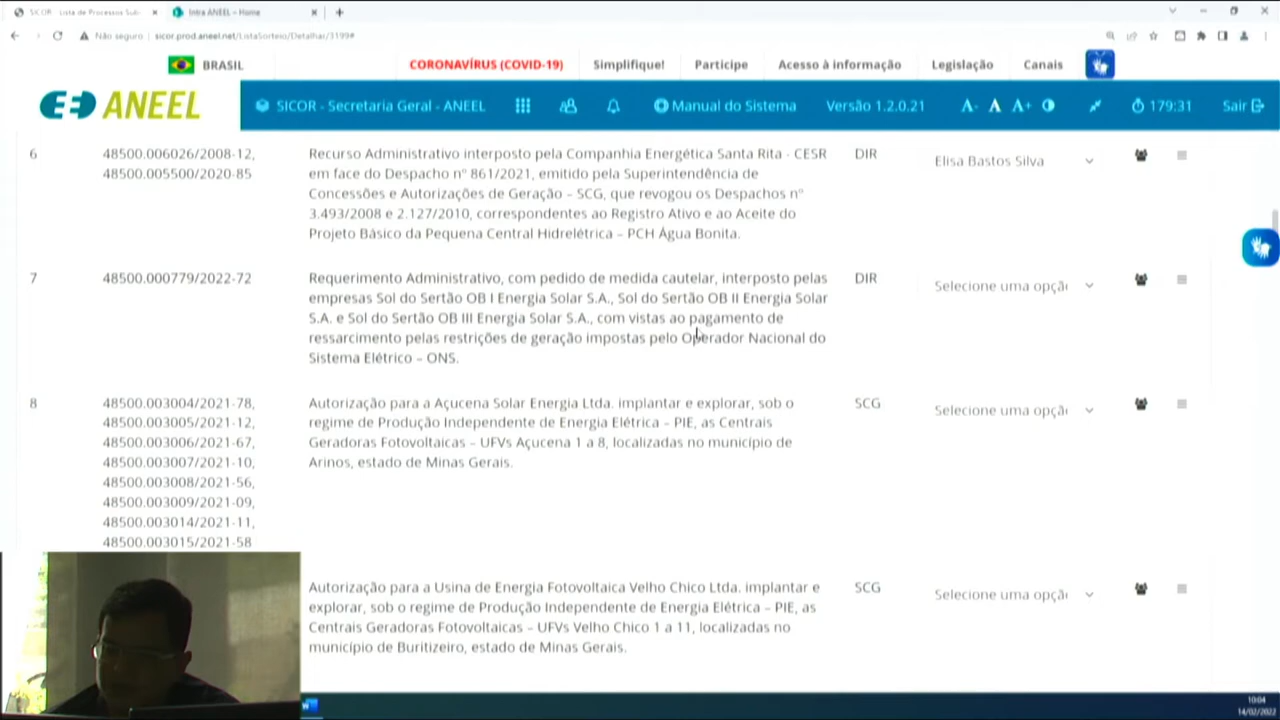 SICOR - Lista de Processos Sub
Intra ANEEL – Home
Não seguro | sicor.prod.aneel.net/ListaSorteio/Detalhar/3199#
BRASIL
CORONAVÍRUS (COVID-19)
Simplifique!
Participe
Acesso à informação
Legislação
Canais
ANEEL
SICOR - Secretaria Geral - ANEEL
Manual do Sistema
Versão 1.2.0.21
A- A A+
179:31
Sair
6
48500.006026/2008-12,
48500.005500/2020-85
Recurso Administrativo interposto pela Companhia Energética Santa Rita - CESR
em face do Despacho nº 861/2021, emitido pela Superintendência de
Concessões e Autorizações de Geração – SCG, que revogou os Despachos nº
3.493/2008 e 2.127/2010, correspondentes ao Registro Ativo e ao Aceite do
Projeto Básico da Pequena Central Hidrelétrica – PCH Água Bonita.
DIR
Elisa Bastos Silva
7
48500.000779/2022-72
Requerimento Administrativo, com pedido de medida cautelar, interposto pelas
empresas Sol do Sertão OB I Energia Solar S.A., Sol do Sertão OB II Energia Solar
S.A. e Sol do Sertão OB III Energia Solar S.A., com vistas ao pagamento de
ressarcimento pelas restrições de geração impostas pelo Operador Nacional do
Sistema Elétrico – ONS.
DIR
Selecione uma opçã
8
48500.003004/2021-78,
48500.003005/2021-12,
48500.003006/2021-67,
48500.003007/2021-10,
48500.003008/2021-56,
48500.003009/2021-09,
48500.003014/2021-11,
48500.003015/2021-58
Autorização para a Açucena Solar Energia Ltda. implantar e explorar, sob o
regime de Produção Independente de Energia Elétrica – PIE, as Centrais
Geradoras Fotovoltaicas – UFVs Açucena 1 a 8, localizadas no município de
Arinos, estado de Minas Gerais.
SCG
Selecione uma opçã
Autorização para a Usina de Energia Fotovoltaica Velho Chico Ltda. implantar e
explorar, sob o regime de Produção Independente de Energia Elétrica – PIE, as
Centrais Geradoras Fotovoltaicas – UFVs Velho Chico 1 a 11, localizadas no
município de Buritizeiro, estado de Minas Gerais.
SCG
Selecione uma opçã
10:04
14/02/2022